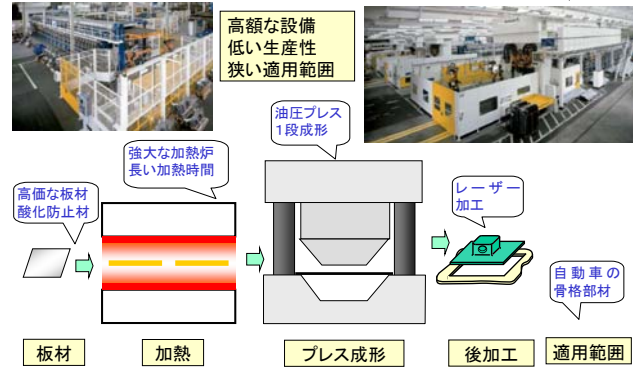 高額な設備
低い生産性
狭い適用範囲
油圧プレス
1段成形
強大な加熱炉
長い加熱時間
高価な板材
酸化防止材
レーザー
加工
自動車の
骨格部材
板材
加熱
プレス成形
後加工
適用範囲